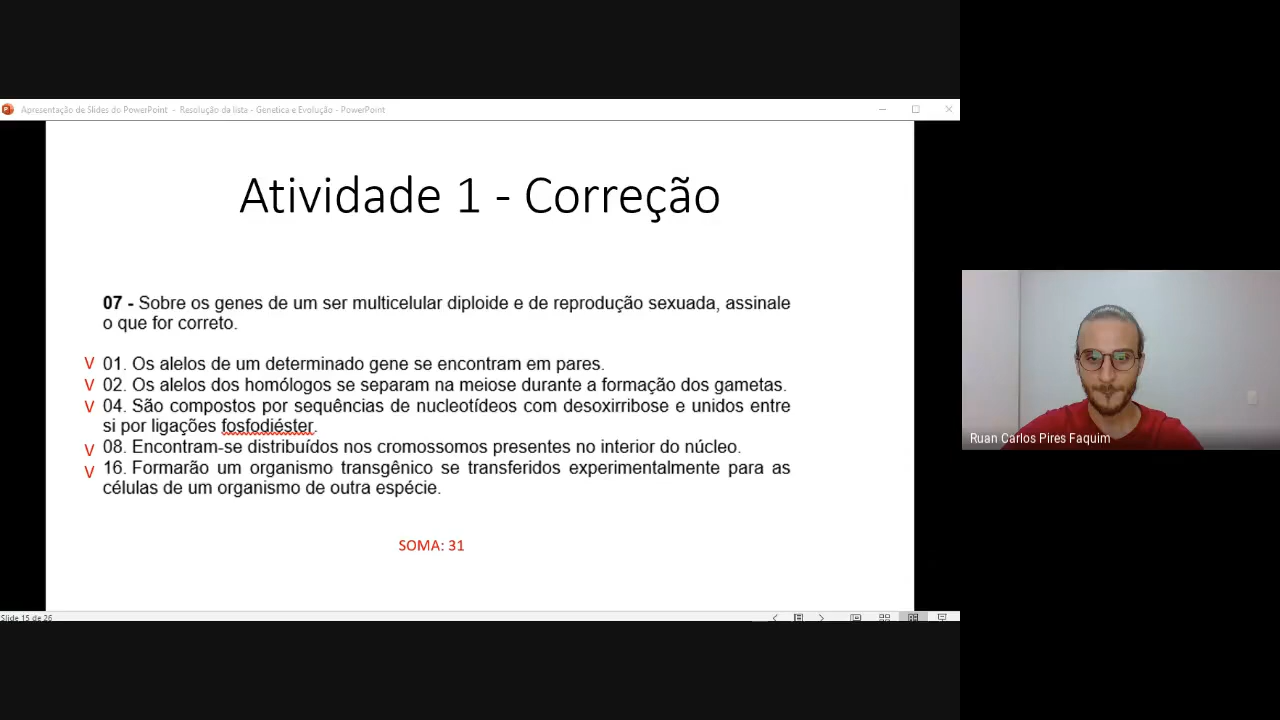 Apresentação de Slides do PowerPoint - Resolução da lista - Genetica e Evolução - PowerPoint
Atividade 1 - Correção
07 - Sobre os genes de um ser multicelular diploide e de reprodução sexuada, assinale
o que for correto.
V 01. Os alelos de um determinado gene se encontram em pares.
V 02. Os alelos dos homólogos se separam na meiose durante a formação dos gametas.
V 04. São compostos por sequências de nucleotídeos com desoxirribose e unidos entre
si por ligações fosfodiéster.
V 08. Encontram-se distribuídos nos cromossomos presentes no interior do núcleo.
V 16. Formarão um organismo transgênico se transferidos experimentalmente para as
células de um organismo de outra espécie.
SOMA: 31
Slide 15 de 26
Ruan Carlos Pires Faquim